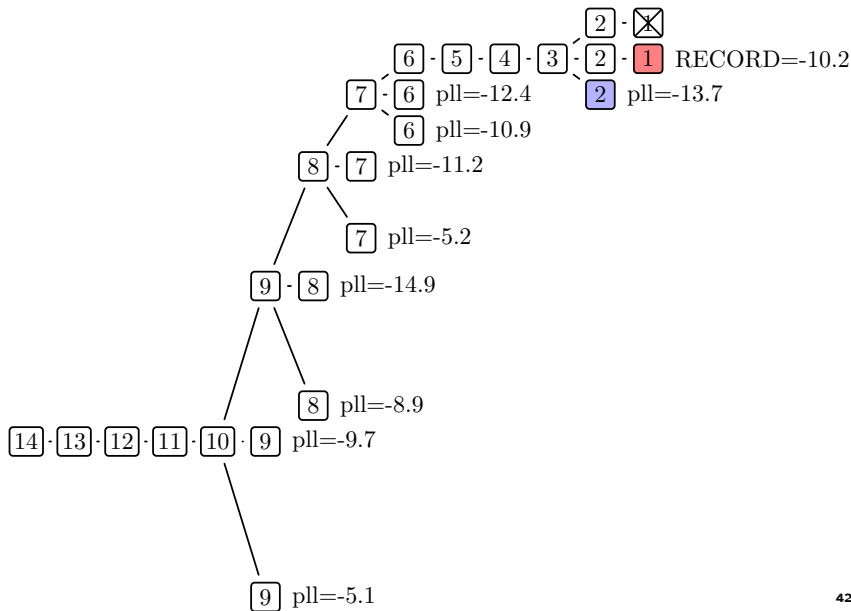 2 1
6 5 4 3 2 1 RECORD=-10.2
7 6 pll=-12.4 2 pll=-13.7
6 pll=-10.9
8 7 pll=-11.2
7 pll=-5.2
9 8 pll=-14.9
8 pll=-8.9
14 13 12 11 10 9 pll=-9.7
9 pll=-5.1
42